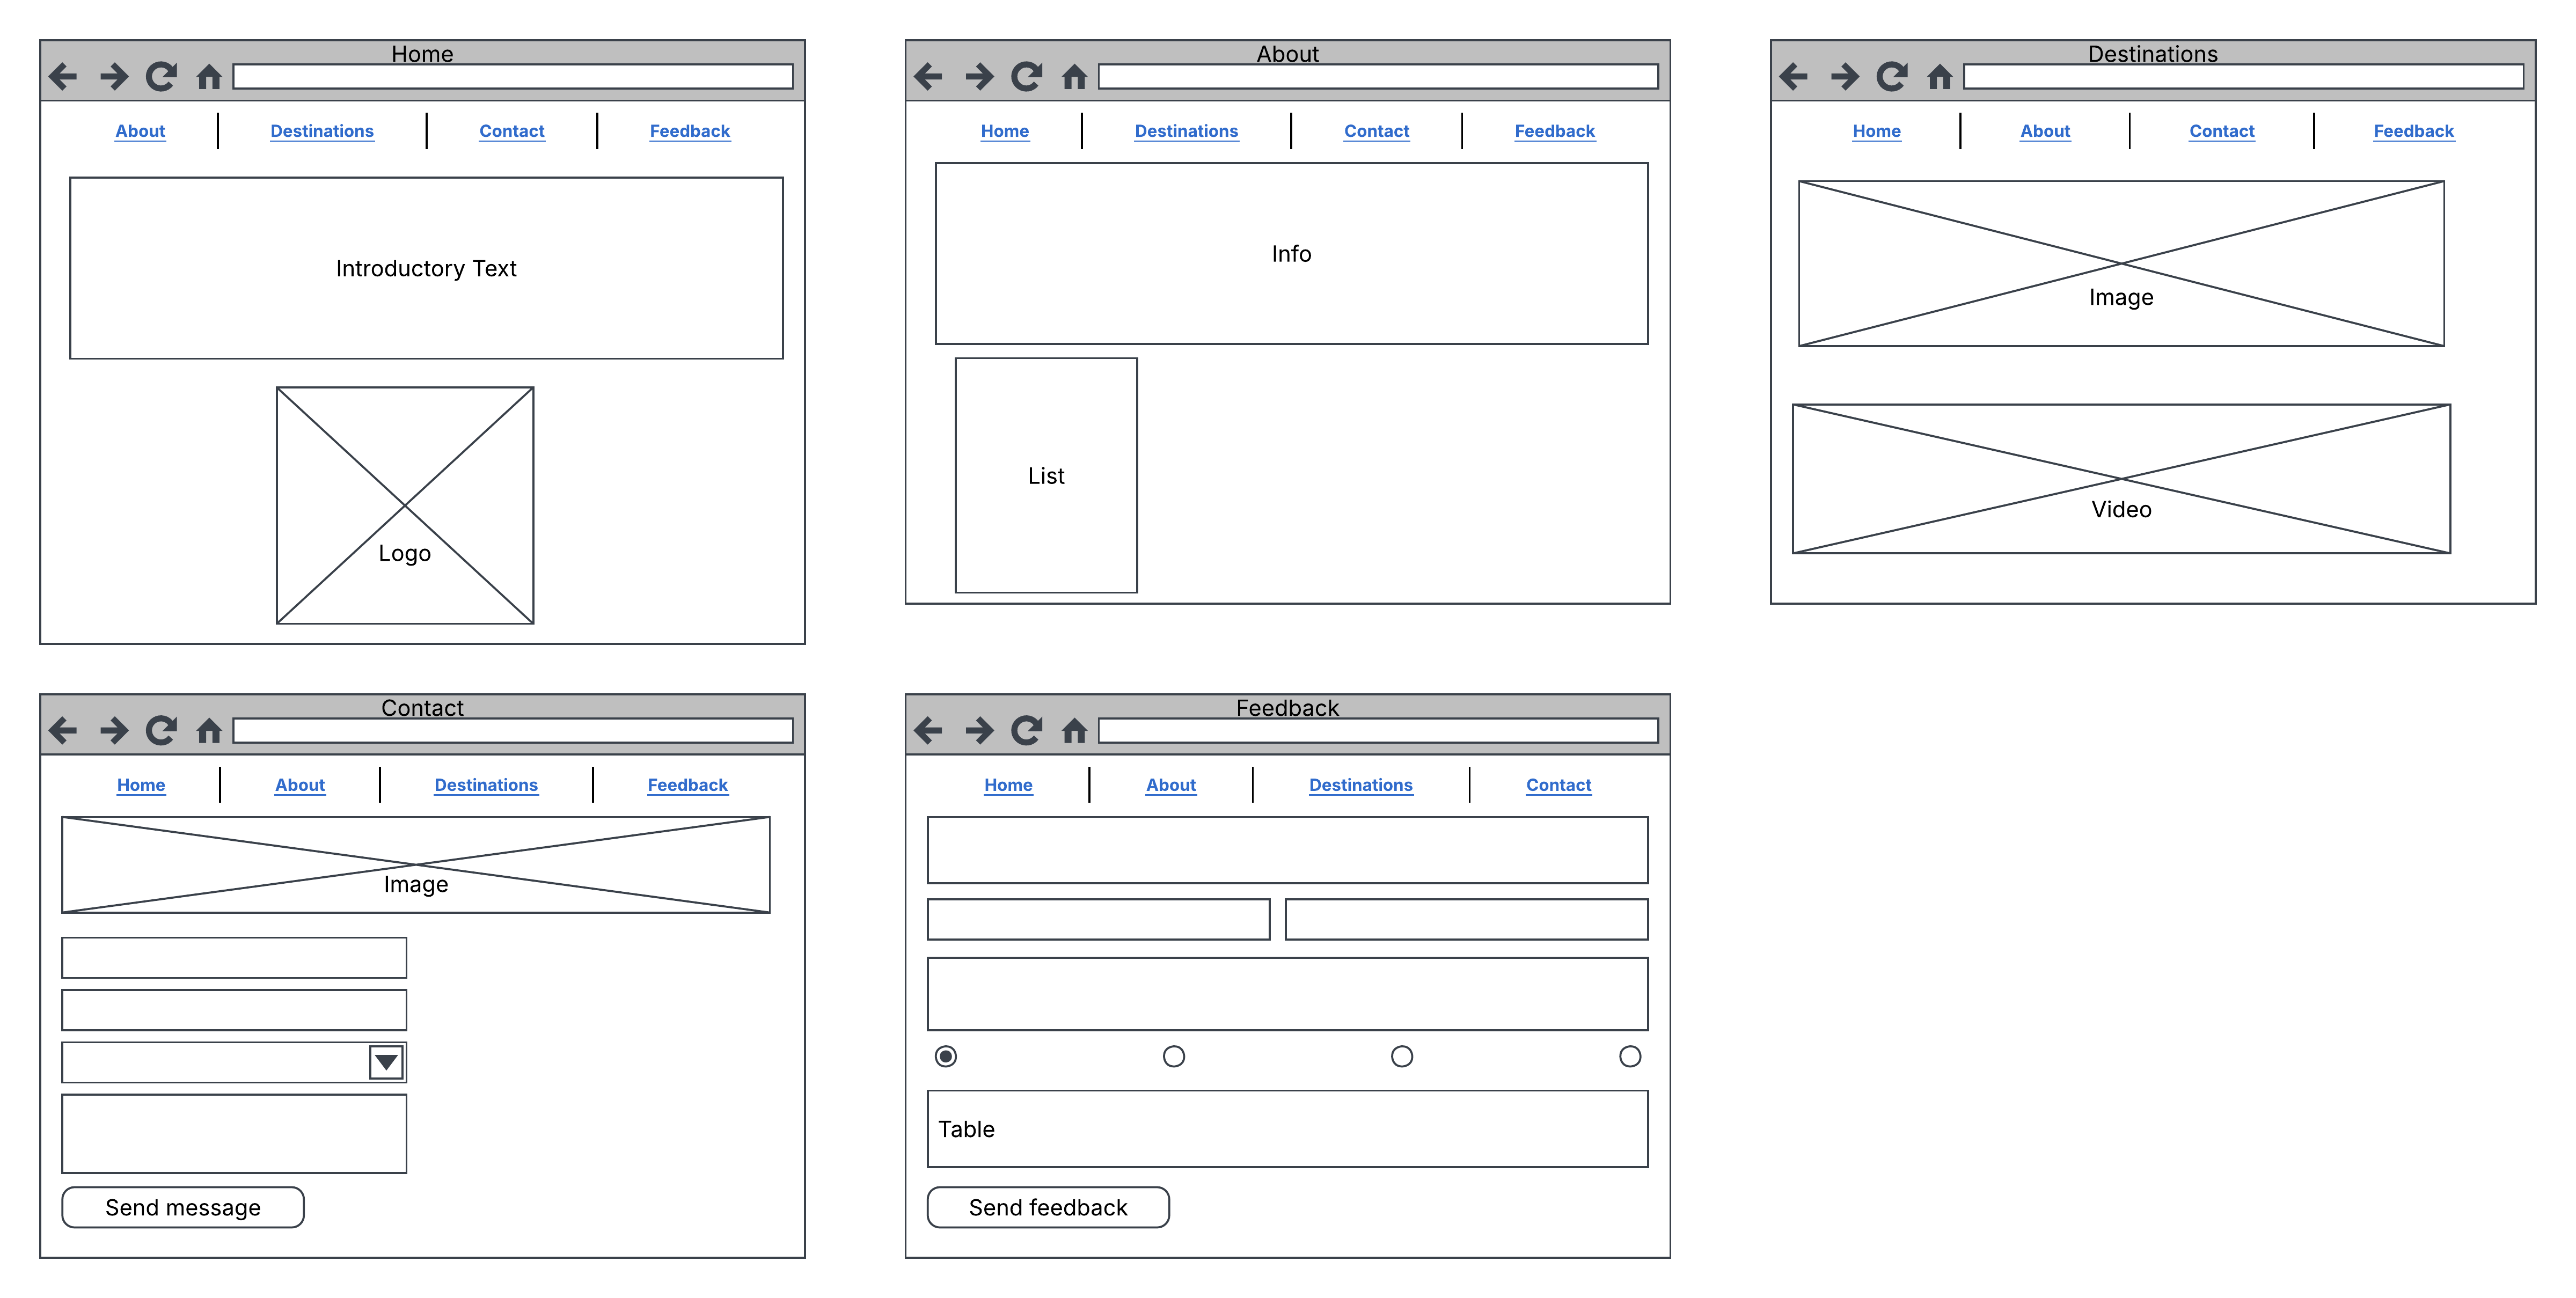 Home
About Destinations Contact Feedback
Introductory Text
Logo
About
Home Destinations Contact Feedback
Info
List
Destinations
Home About Contact Feedback
Image
Video
Contact
Home About Destinations Feedback
Image
Send message
Feedback
Home About Destinations Contact
Table
Send feedback